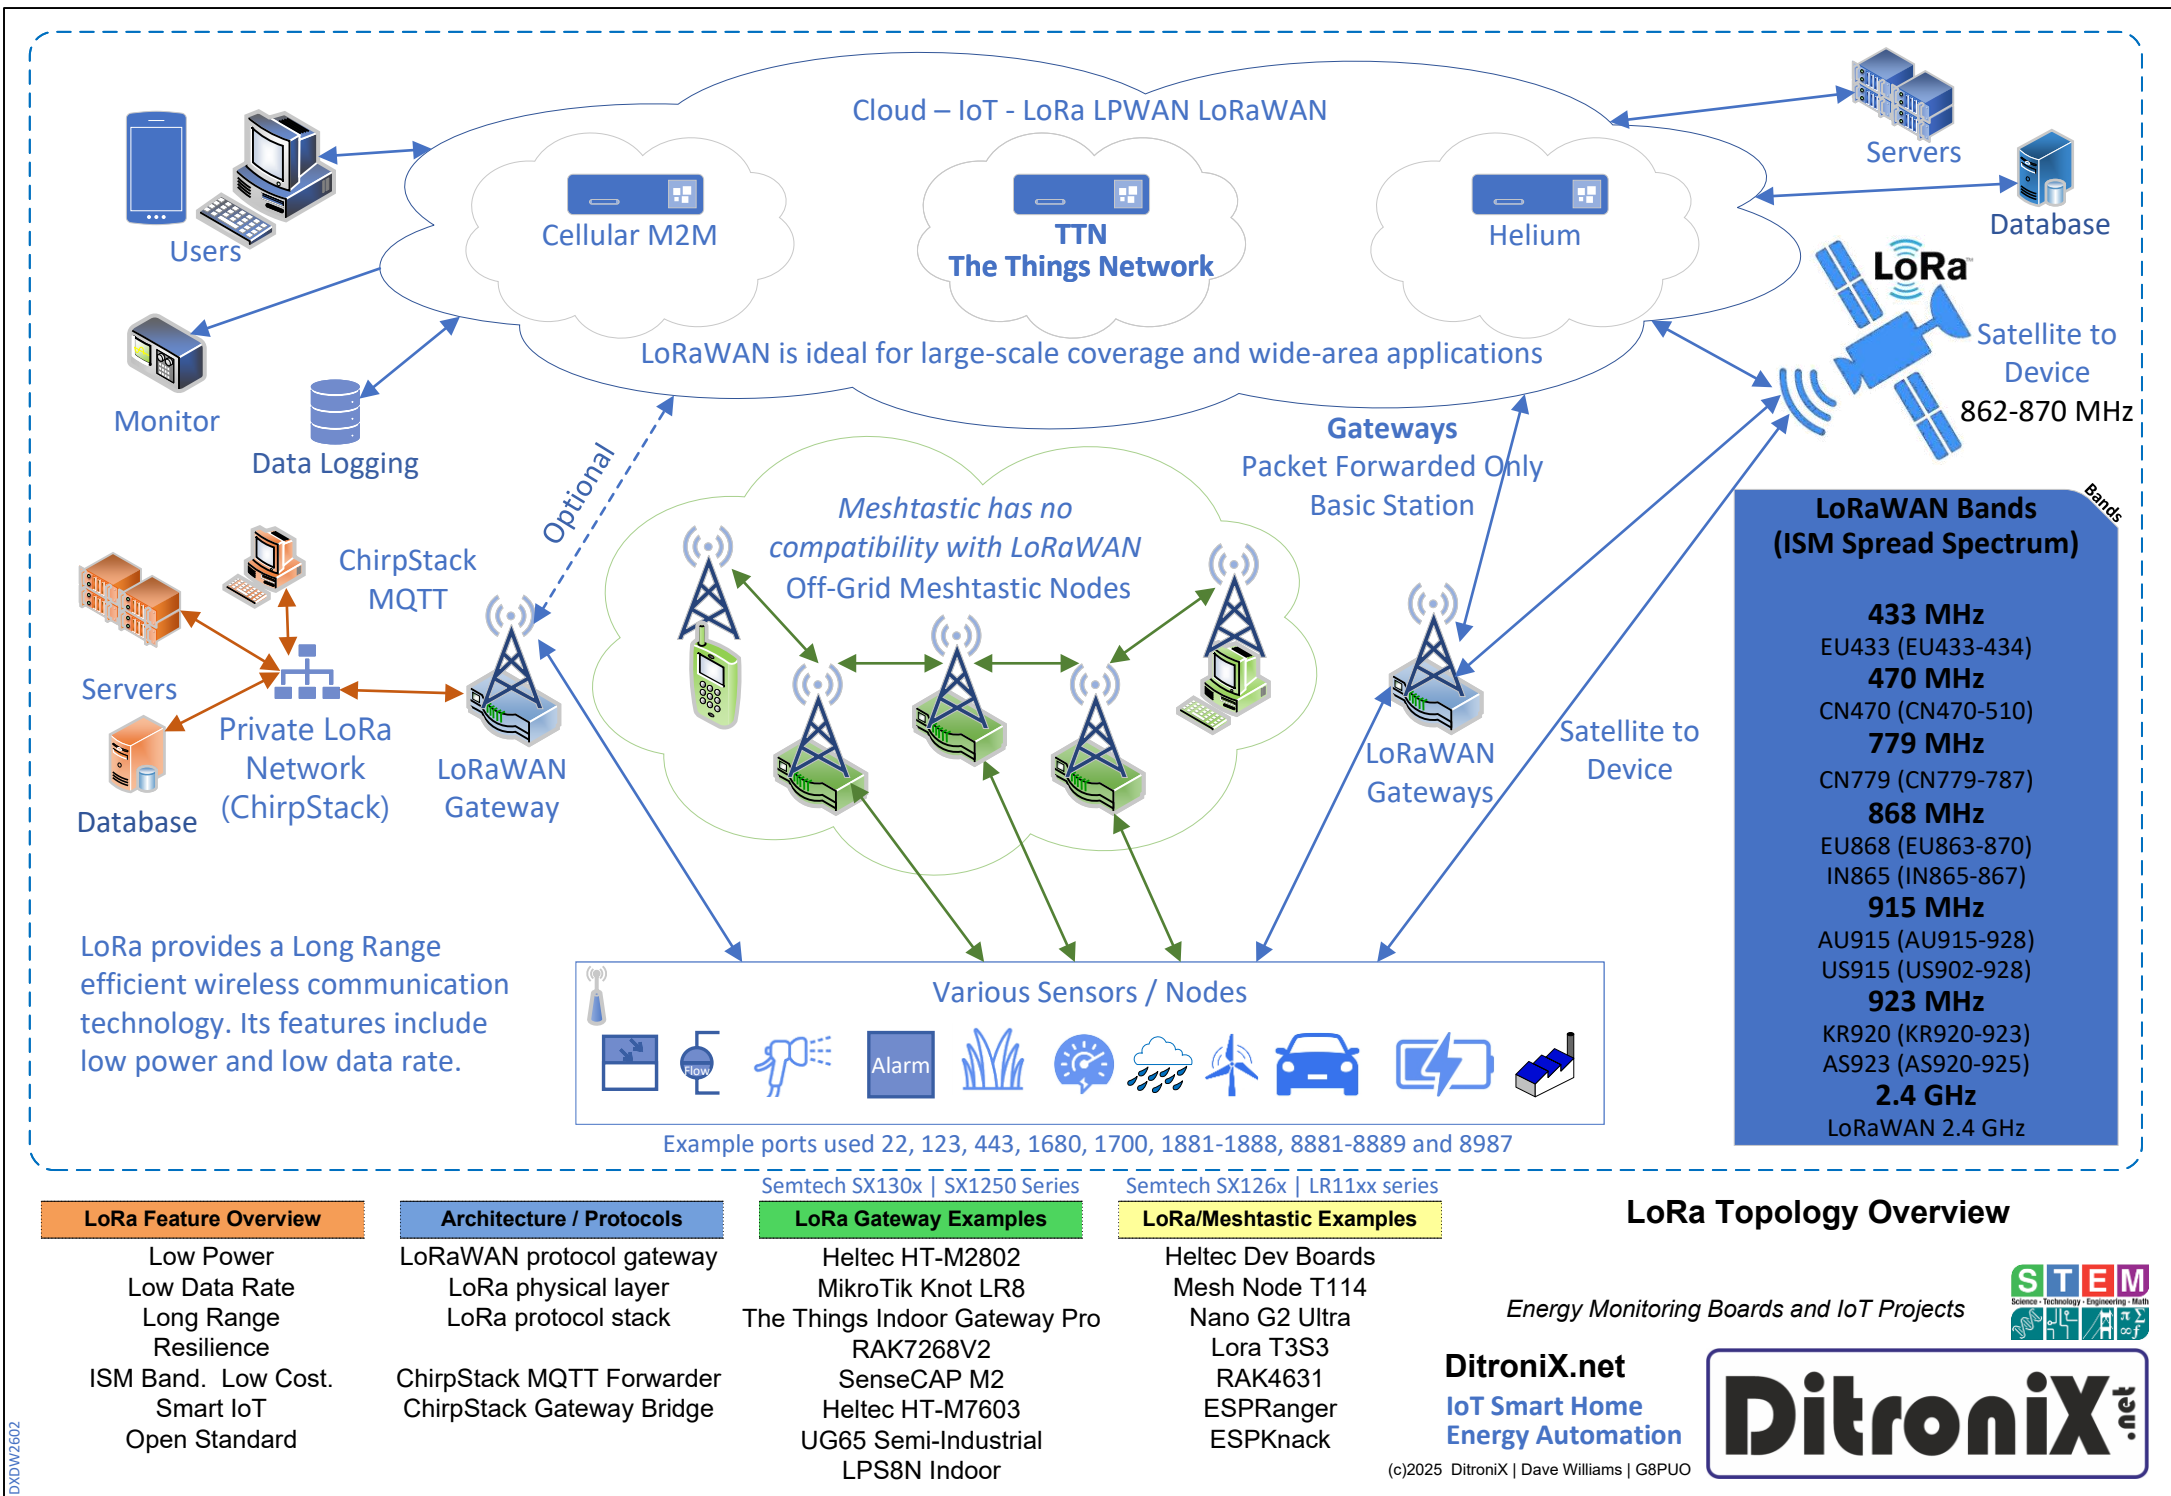 Cloud – IoT - LoRa LPWAN LoRaWAN
Cellular M2M
TTN
The Things Network
Helium
LoRaWAN is ideal for large-scale coverage and wide-area applications
Users
Monitor
Data Logging
Servers
Database
LoRa
Satellite to
Device
862-870 MHz
Optional
Gateways
Packet Forwarded Only
Basic Station
Meshtastic has no
compatibility with LoRaWAN
Off-Grid Meshtastic Nodes
ChirpStack
MQTT
Servers
Database
Private LoRa
Network
(ChirpStack)
LoRaWAN
Gateway
LoRaWAN
Gateways
Satellite to
Device
Bands
LoRaWAN Bands
(ISM Spread Spectrum)
433 MHz
EU433 (EU433-434)
470 MHz
CN470 (CN470-510)
779 MHz
CN779 (CN779-787)
868 MHz
EU868 (EU863-870)
IN865 (IN865-867)
915 MHz
AU915 (AU915-928)
US915 (US902-928)
923 MHz
KR920 (KR920-923)
AS923 (AS920-925)
2.4 GHz
LoRaWAN 2.4 GHz
LoRa provides a Long Range
efficient wireless communication
technology. Its features include
low power and low data rate.
Various Sensors / Nodes
Flow
Alarm
Example ports used 22, 123, 443, 1680, 1700, 1881-1888, 8881-8889 and 8987
LoRa Feature Overview
Low Power
Low Data Rate
Long Range
Resilience
ISM Band.  Low Cost.
Smart IoT
Open Standard
Architecture / Protocols
LoRaWAN protocol gateway
LoRa physical layer
LoRa protocol stack
ChirpStack MQTT Forwarder
ChirpStack Gateway Bridge
Semtech SX130x | SX1250 Series
LoRa Gateway Examples
Heltec HT-M2802
MikroTik Knot LR8
The Things Indoor Gateway Pro
RAK7268V2
SenseCAP M2
Heltec HT-M7603
UG65 Semi-Industrial
LPS8N Indoor
Semtech SX126x | LR11xx series
LoRa/Meshtastic Examples
Heltec Dev Boards
Mesh Node T114
Nano G2 Ultra
Lora T3S3
RAK4631
ESPRanger
ESPKnack
LoRa Topology Overview
Energy Monitoring Boards and IoT Projects
STEM
Science - Technology - Engineering - Math
DitroniX.net
IoT Smart Home
Energy Automation
(c)2025  DitroniX | Dave Williams | G8PUO
DitroniX.net
DXDW2602